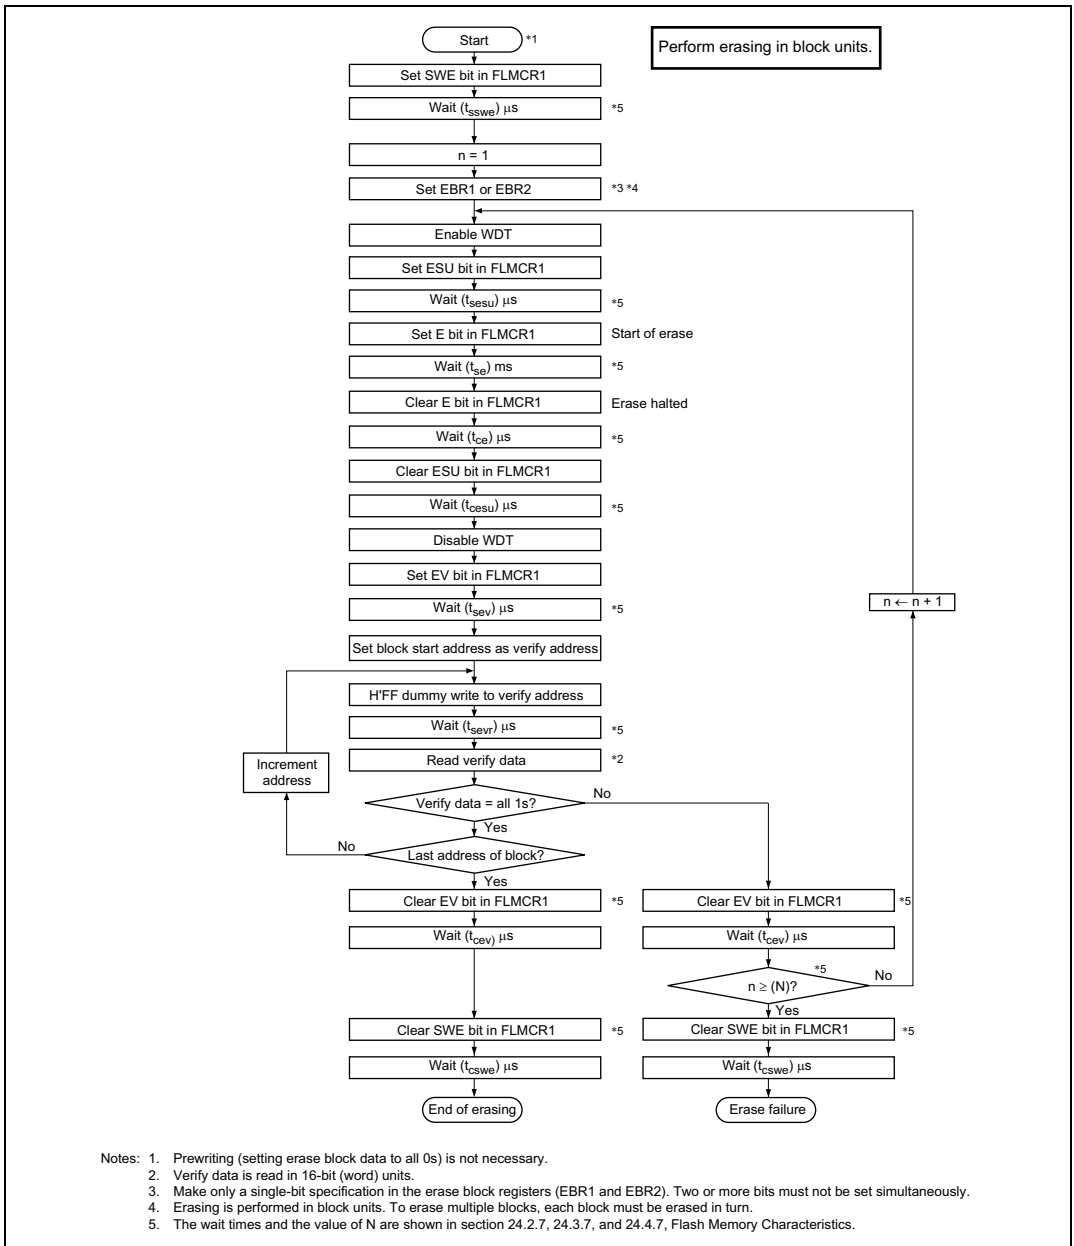 Start *1
Perform erasing in block units.
Set SWE bit in FLMCR1
Wait (tsswe) μs *5
n = 1
Set EBR1 or EBR2 *3 *4
Enable WDT
Set ESU bit in FLMCR1
Wait (tsesu) μs *5
Set E bit in FLMCR1 Start of erase
Wait (tse) ms *5
Clear E bit in FLMCR1 Erase halted
Wait (tce) μs *5
Clear ESU bit in FLMCR1
Wait (tcesu) μs *5
Disable WDT
Set EV bit in FLMCR1
Wait (tsev) μs *5
n ← n + 1
Set block start address as verify address
H'FF dummy write to verify address
Wait (tsevr) μs *5
Read verify data *2
Increment
address
Verify data = all 1s?
No
Yes
Last address of block?
No
Yes
Clear EV bit in FLMCR1 *5
Wait (tcev) μs
Clear EV bit in FLMCR1 *5
Wait (tcev) μs
*5
n ≥ (N)?
No
Yes
Clear SWE bit in FLMCR1 *5
Wait (tcswe) μs
End of erasing
Clear SWE bit in FLMCR1 *5
Wait (tcswe) μs
Erase failure
Notes: 1. Prewriting (setting erase block data to all 0s) is not necessary.
2. Verify data is read in 16-bit (word) units.
3. Make only a single-bit specification in the erase block registers (EBR1 and EBR2). Two or more bits must not be set simultaneously.
4. Erasing is performed in block units. To erase multiple blocks, each block must be erased in turn.
5. The wait times and the value of N are shown in section 24.2.7, 24.3.7, and 24.4.7, Flash Memory Characteristics.